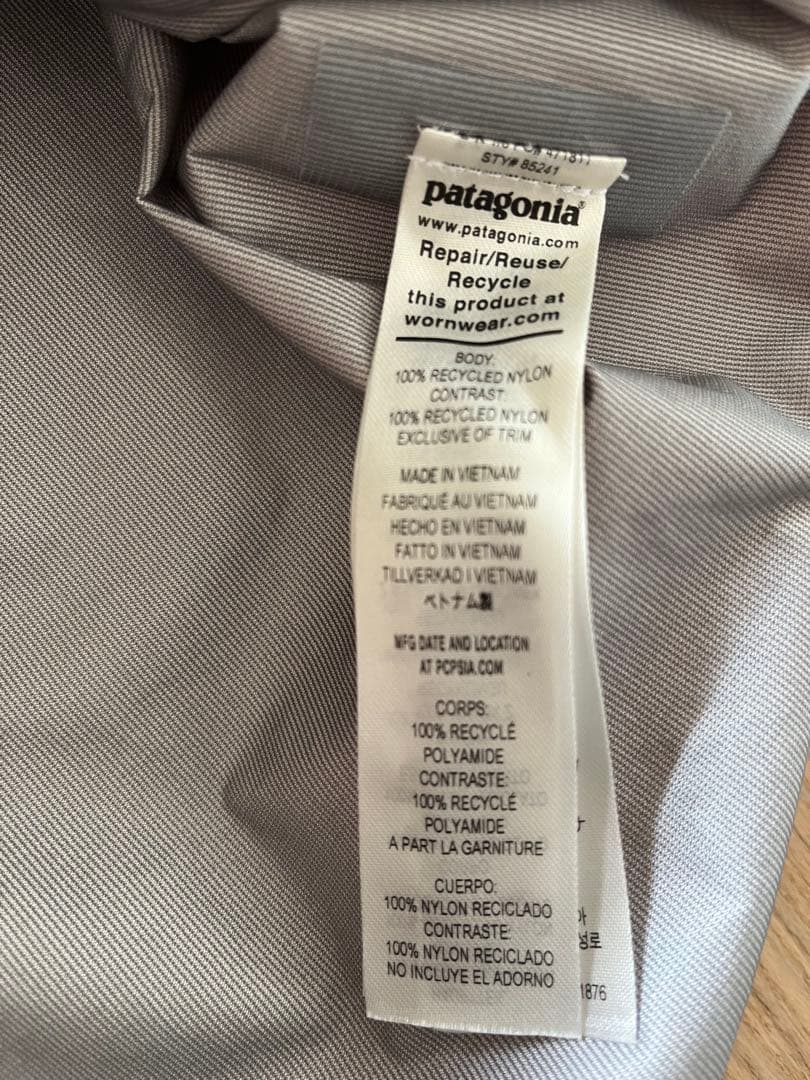 STY# 85241
patagonia®
www.patagonia.com
Repair/Reuse/
Recycle
this product at
wornwear.com
BODY:
100% RECYCLED NYLON
CONTRAST:
100% RECYCLED NYLON
EXCLUSIVE OF TRIM
MADE IN VIETNAM
FABRIQUÉ AU VIETNAM
HECHO EN VIETNAM
FATTO IN VIETNAM
TILLVERKAD I VIETNAM
ベトナム製
MFG DATE AND LOCATION
AT PCPSIA.COM
CORPS:
100% RECYCLÉ
POLYAMIDE
CONTRASTE:
100% RECYCLÉ
POLYAMIDE
A PART LA GARNITURE
CUERPO:
100% NYLON RECICLADO
CONTRASTE:
100% NYLON RECICLADO
NO INCLUYE EL ADORNO
1876